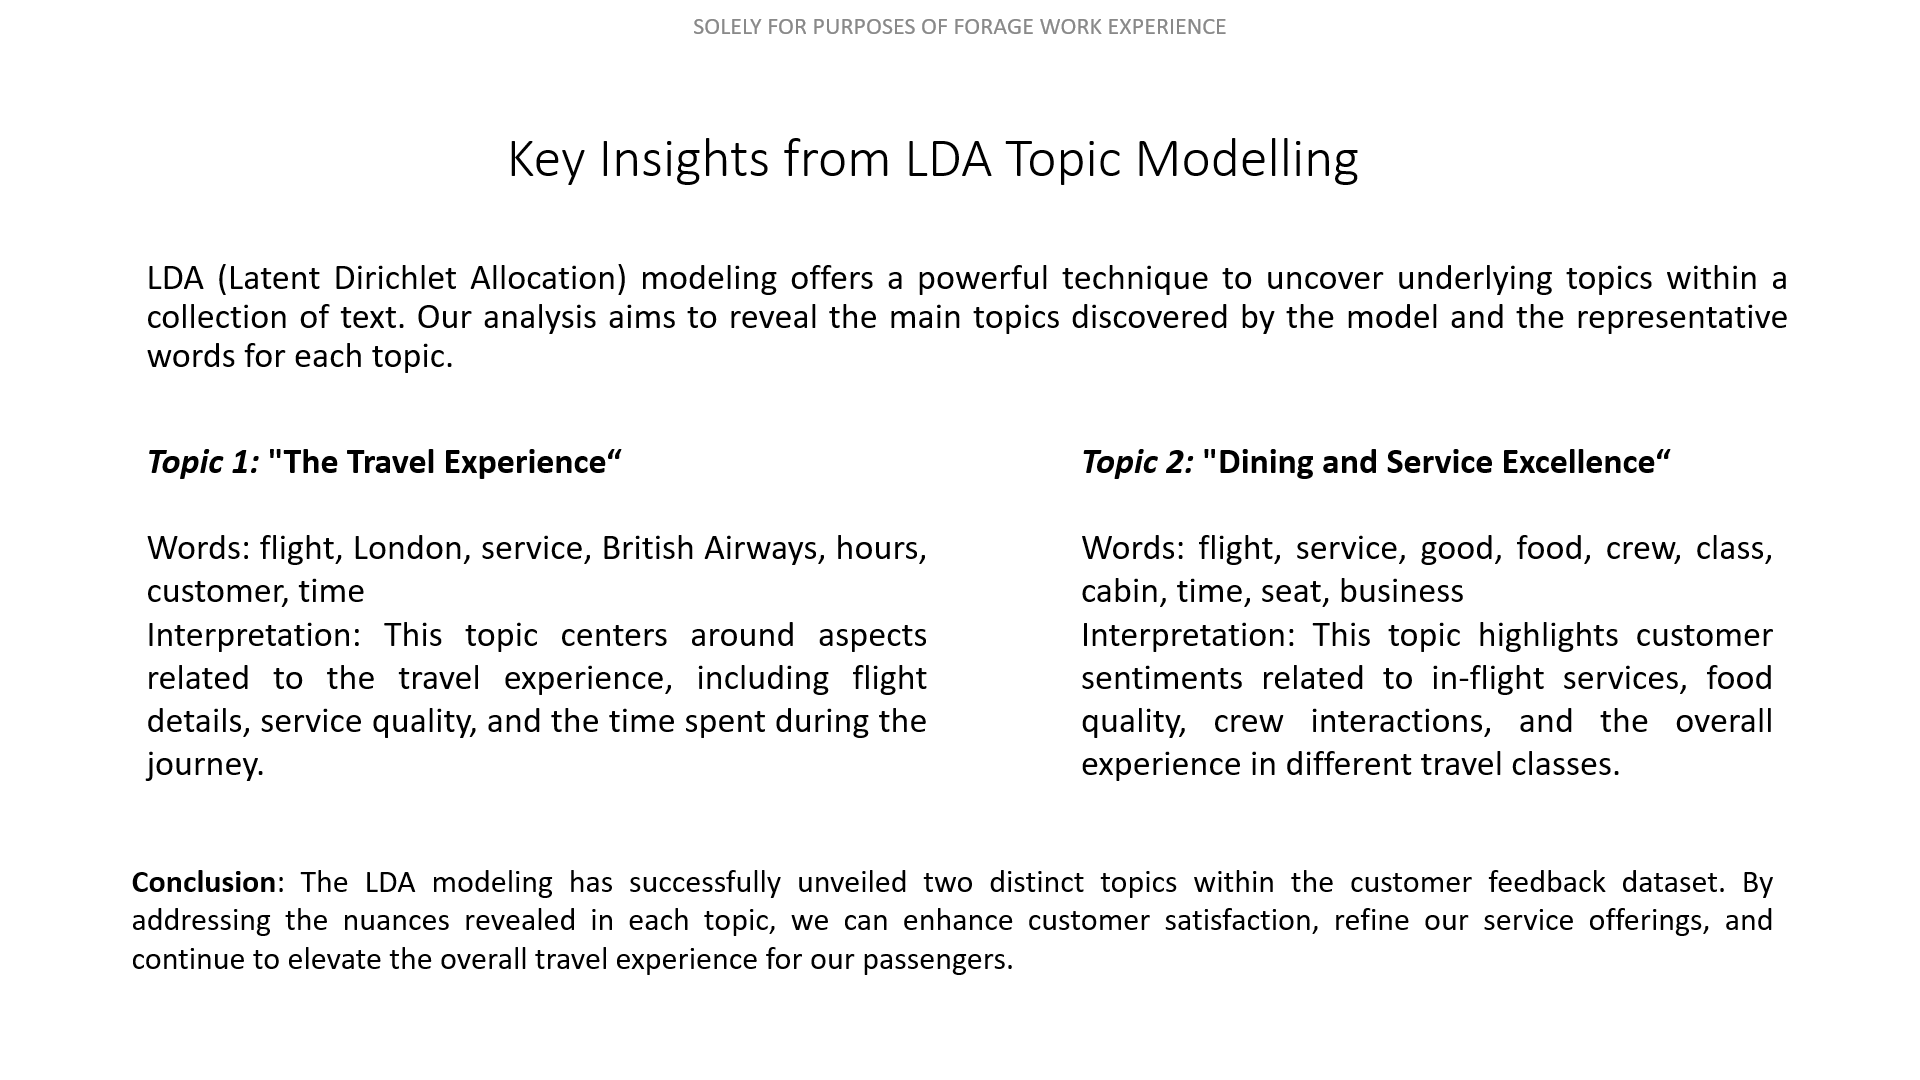 SOLELY FOR PURPOSES OF FORAGE WORK EXPERIENCE
Key Insights from LDA Topic Modelling
LDA (Latent Dirichlet Allocation) modeling offers a powerful technique to uncover underlying topics within a
collection of text. Our analysis aims to reveal the main topics discovered by the model and the representative
words for each topic.
Topic 1: "The Travel Experience“
Words: flight, London, service, British Airways, hours,
customer, time
Interpretation: This topic centers around aspects
related to the travel experience, including flight
details, service quality, and the time spent during the
journey.
Topic 2: "Dining and Service Excellence“
Words: flight, service, good, food, crew, class,
cabin, time, seat, business
Interpretation: This topic highlights customer
sentiments related to in-flight services, food
quality, crew interactions, and the overall
experience in different travel classes.
Conclusion: The LDA modeling has successfully unveiled two distinct topics within the customer feedback dataset. By
addressing the nuances revealed in each topic, we can enhance customer satisfaction, refine our service offerings, and
continue to elevate the overall travel experience for our passengers.